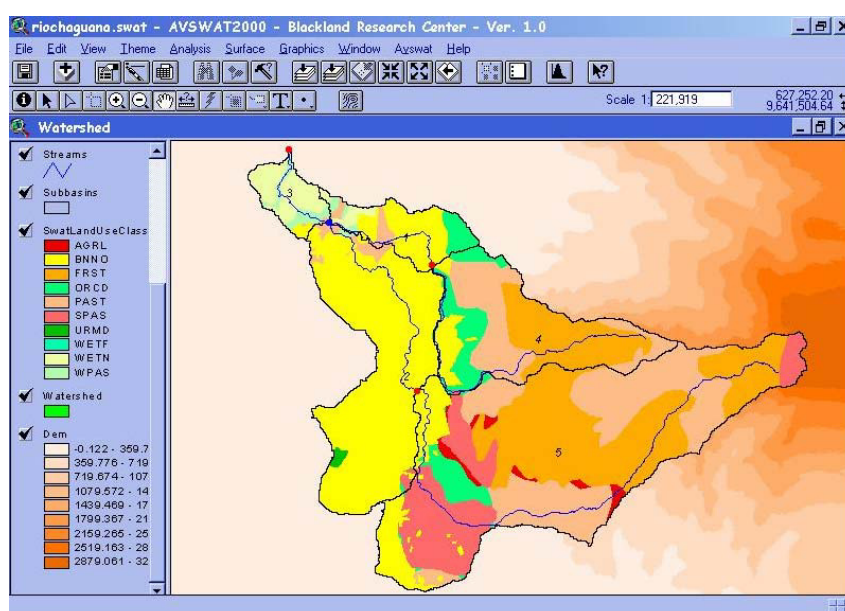 riochaguana.swat - AVSWAT2000 - Blackland Research Center - Ver. 1.0
File Edit View Theme Analysis Surface Graphics Window Avswat Help
Scale 1: 221,919
627,252.20
9,641,504.64
Watershed
Streams
Subbasins
SwatLandUseClass
AGRL
BNNO
FRST
ORCD
PAST
SPAS
URMD
WETF
WETN
WPAS
Watershed
Dem
-0.122 - 359.7
359.776 - 719
719.674 - 107
1079.572 - 14
1439.469 - 17
1799.367 - 21
2159.265 - 25
2519.163 - 28
2879.061 - 32
3
1
4
2
5